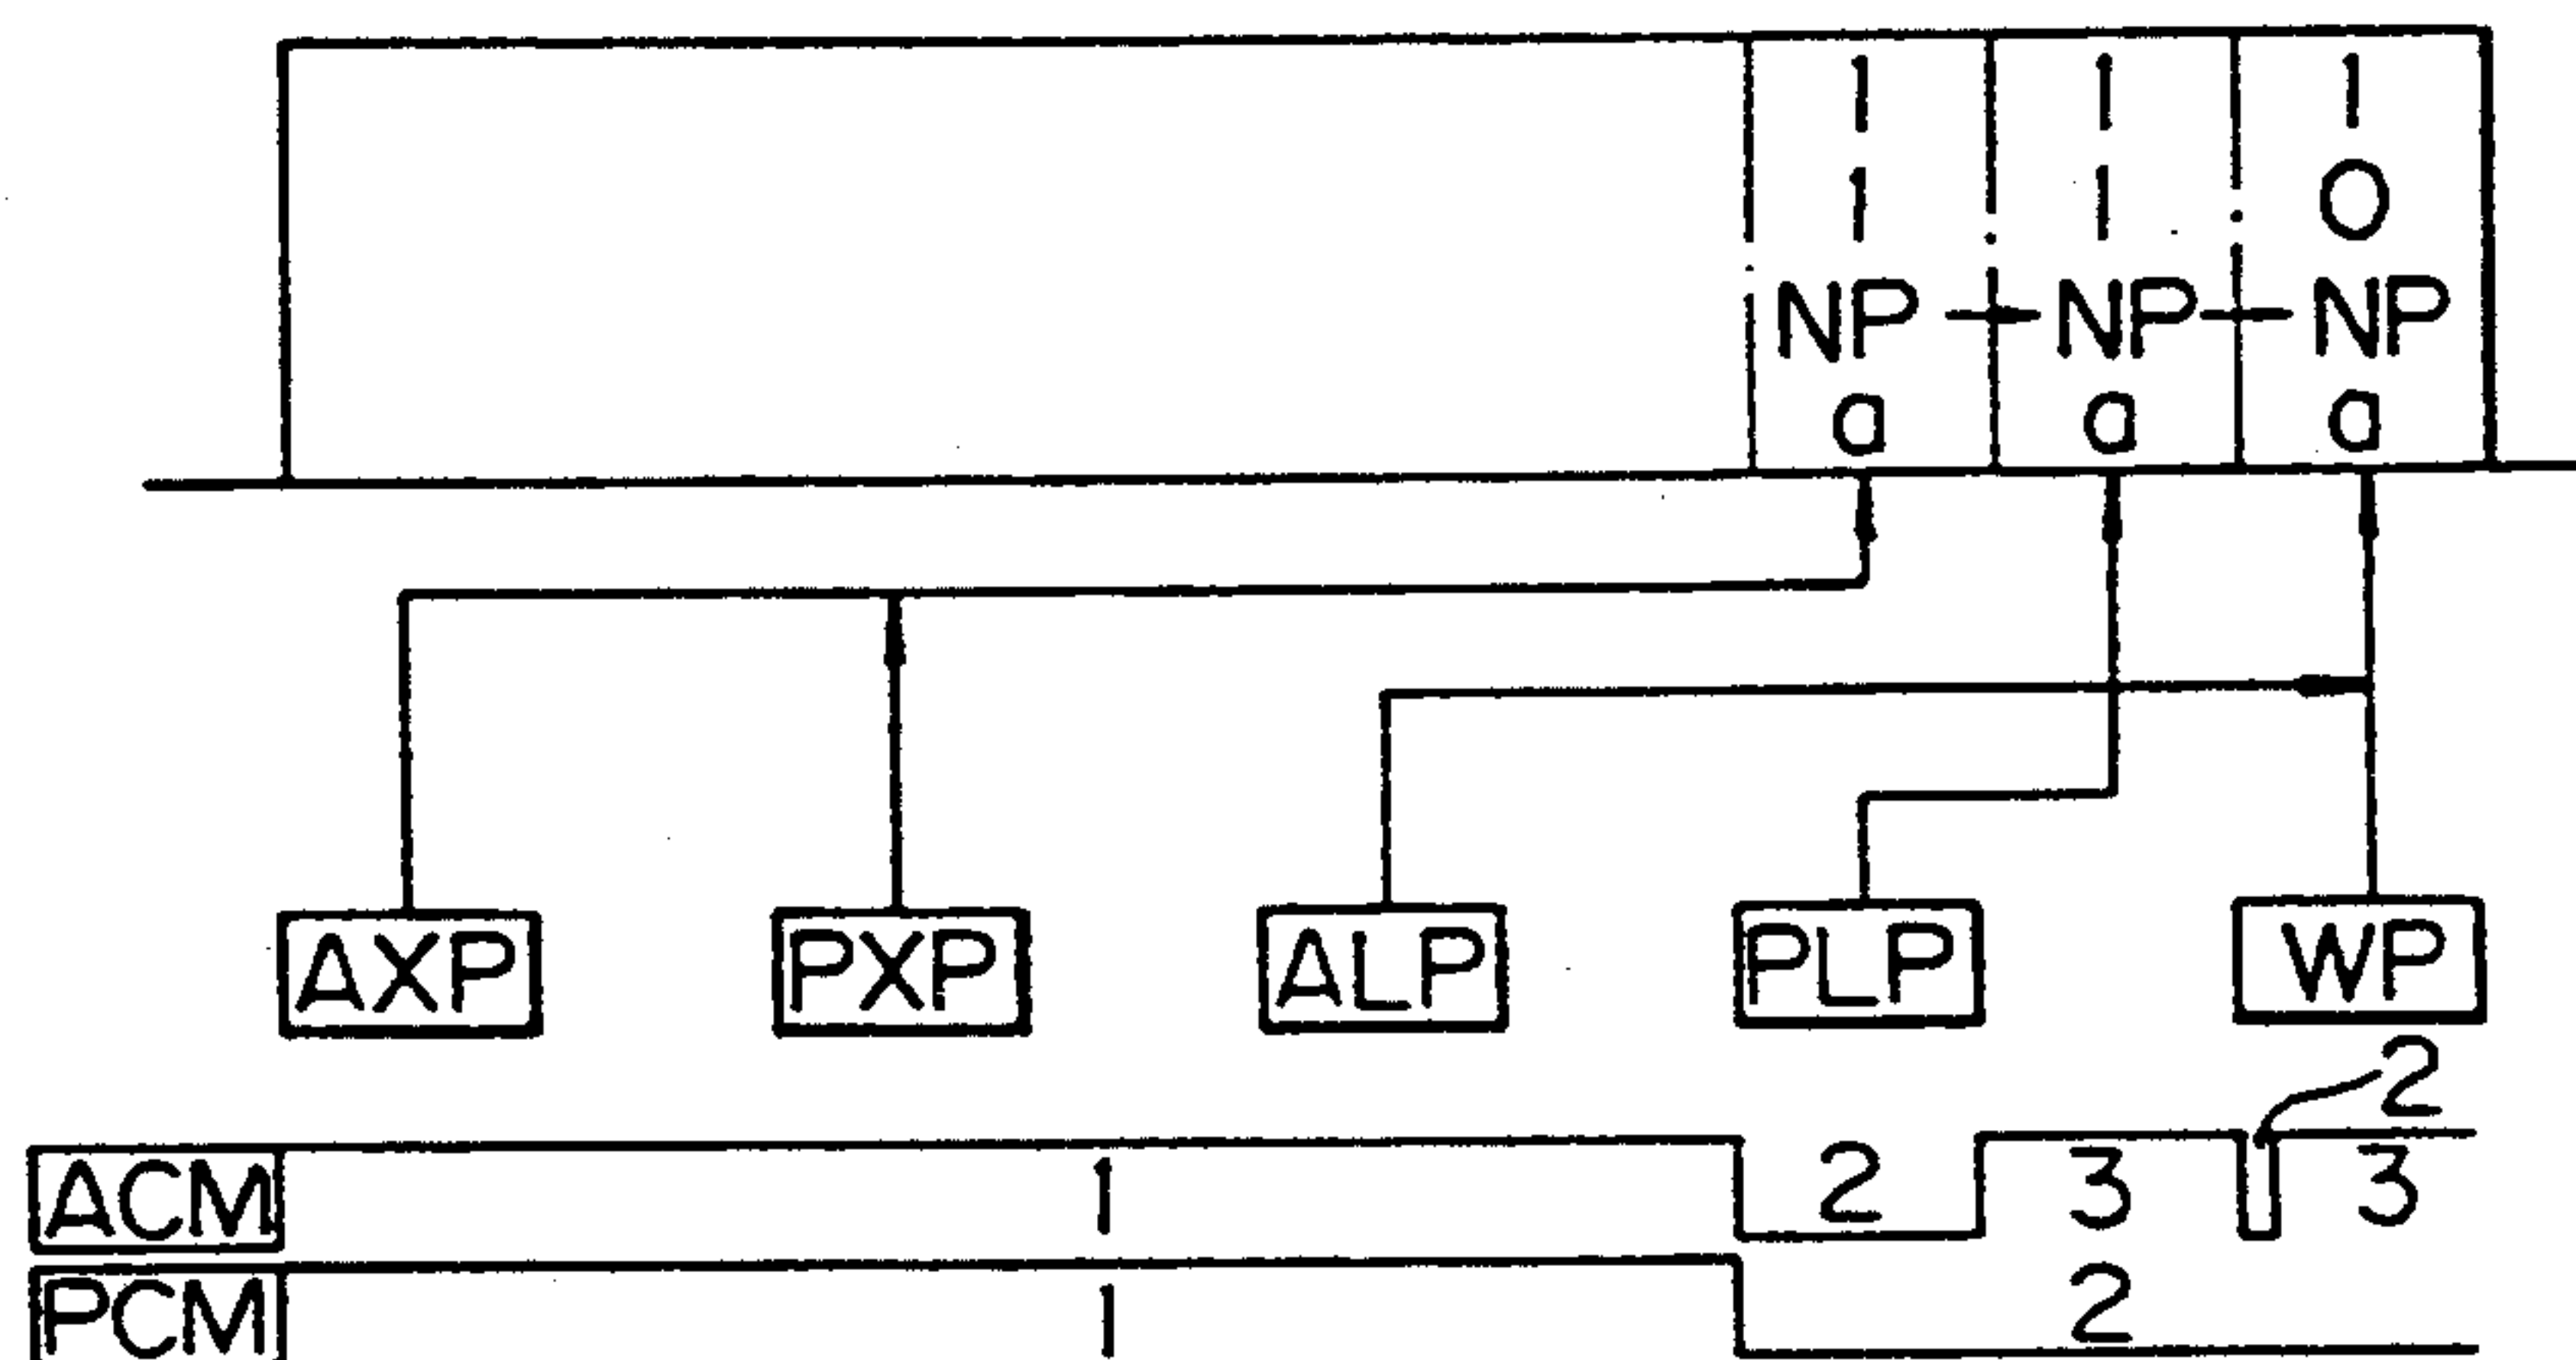 1 1 1
1 1 0
NP NP NP
a a a
AXP PXP ALP PLP WP
2
ACM 1 2 3 3
PCM 1 2